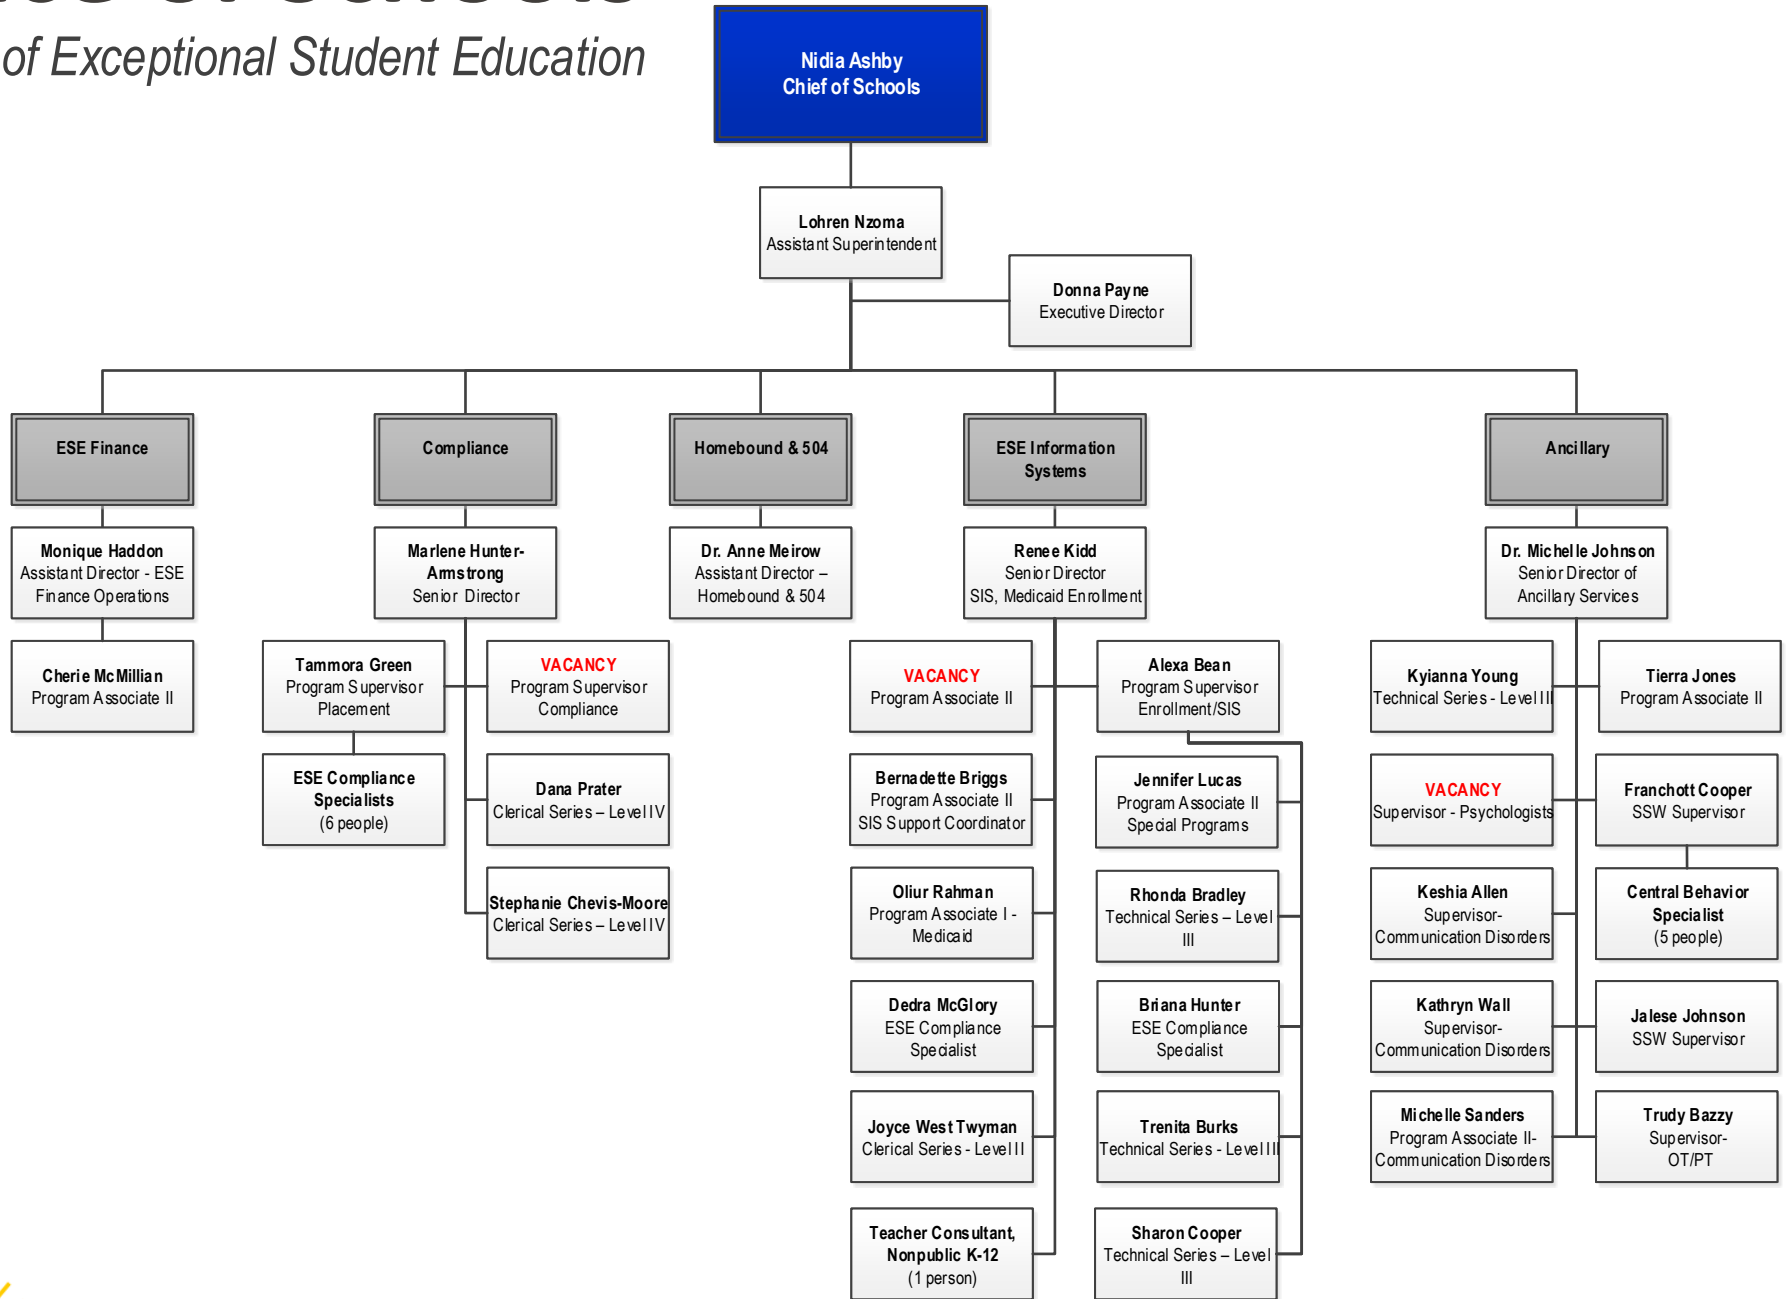 of Exceptional Student Education
Nidia Ashby
Chief of Schools
Lohren Nzoma
Assistant Superintendent
Donna Payne
Executive Director
ESE Finance
Compliance
Homebound & 504
ESE Information
Systems
Ancillary
Monique Haddon
Assistant Director - ESE
Finance Operations
Marlene Hunter-
Armstrong
Senior Director
Dr. Anne Meirow
Assistant Director –
Homebound & 504
Renee Kidd
Senior Director
SIS, Medicaid Enrollment
Dr. Michelle Johnson
Senior Director of
Ancillary Services
Cherie McMillian
Program Associate II
Tammora Green
Program Supervisor
Placement
VACANCY
Program Supervisor
Compliance
VACANCY
Program Associate II
Alexa Bean
Program Supervisor
Enrollment/SIS
Kyianna Young
Technical Series - Level III
Tierra Jones
Program Associate II
ESE Compliance
Specialists
(6 people)
Dana Prater
Clerical Series – Level IV
Bernadette Briggs
Program Associate II
SIS Support Coordinator
Jennifer Lucas
Program Associate II
Special Programs
VACANCY
Supervisor - Psychologists
Franchott Cooper
SSW Supervisor
Stephanie Chevis-Moore
Clerical Series – Level IV
Oliur Rahman
Program Associate I -
Medicaid
Rhonda Bradley
Technical Series – Level
III
Keshia Allen
Supervisor-
Communication Disorders
Central Behavior
Specialist
(5 people)
Dedra McGlory
ESE Compliance
Specialist
Briana Hunter
ESE Compliance
Specialist
Kathryn Wall
Supervisor-
Communication Disorders
Jalese Johnson
SSW Supervisor
Joyce West Twyman
Clerical Series - Level II
Trenita Burks
Technical Series - Level III
Michelle Sanders
Program Associate II-
Communication Disorders
Trudy Bazzy
Supervisor-
OT/PT
Teacher Consultant,
Nonpublic K-12
(1 person)
Sharon Cooper
Technical Series – Level
III